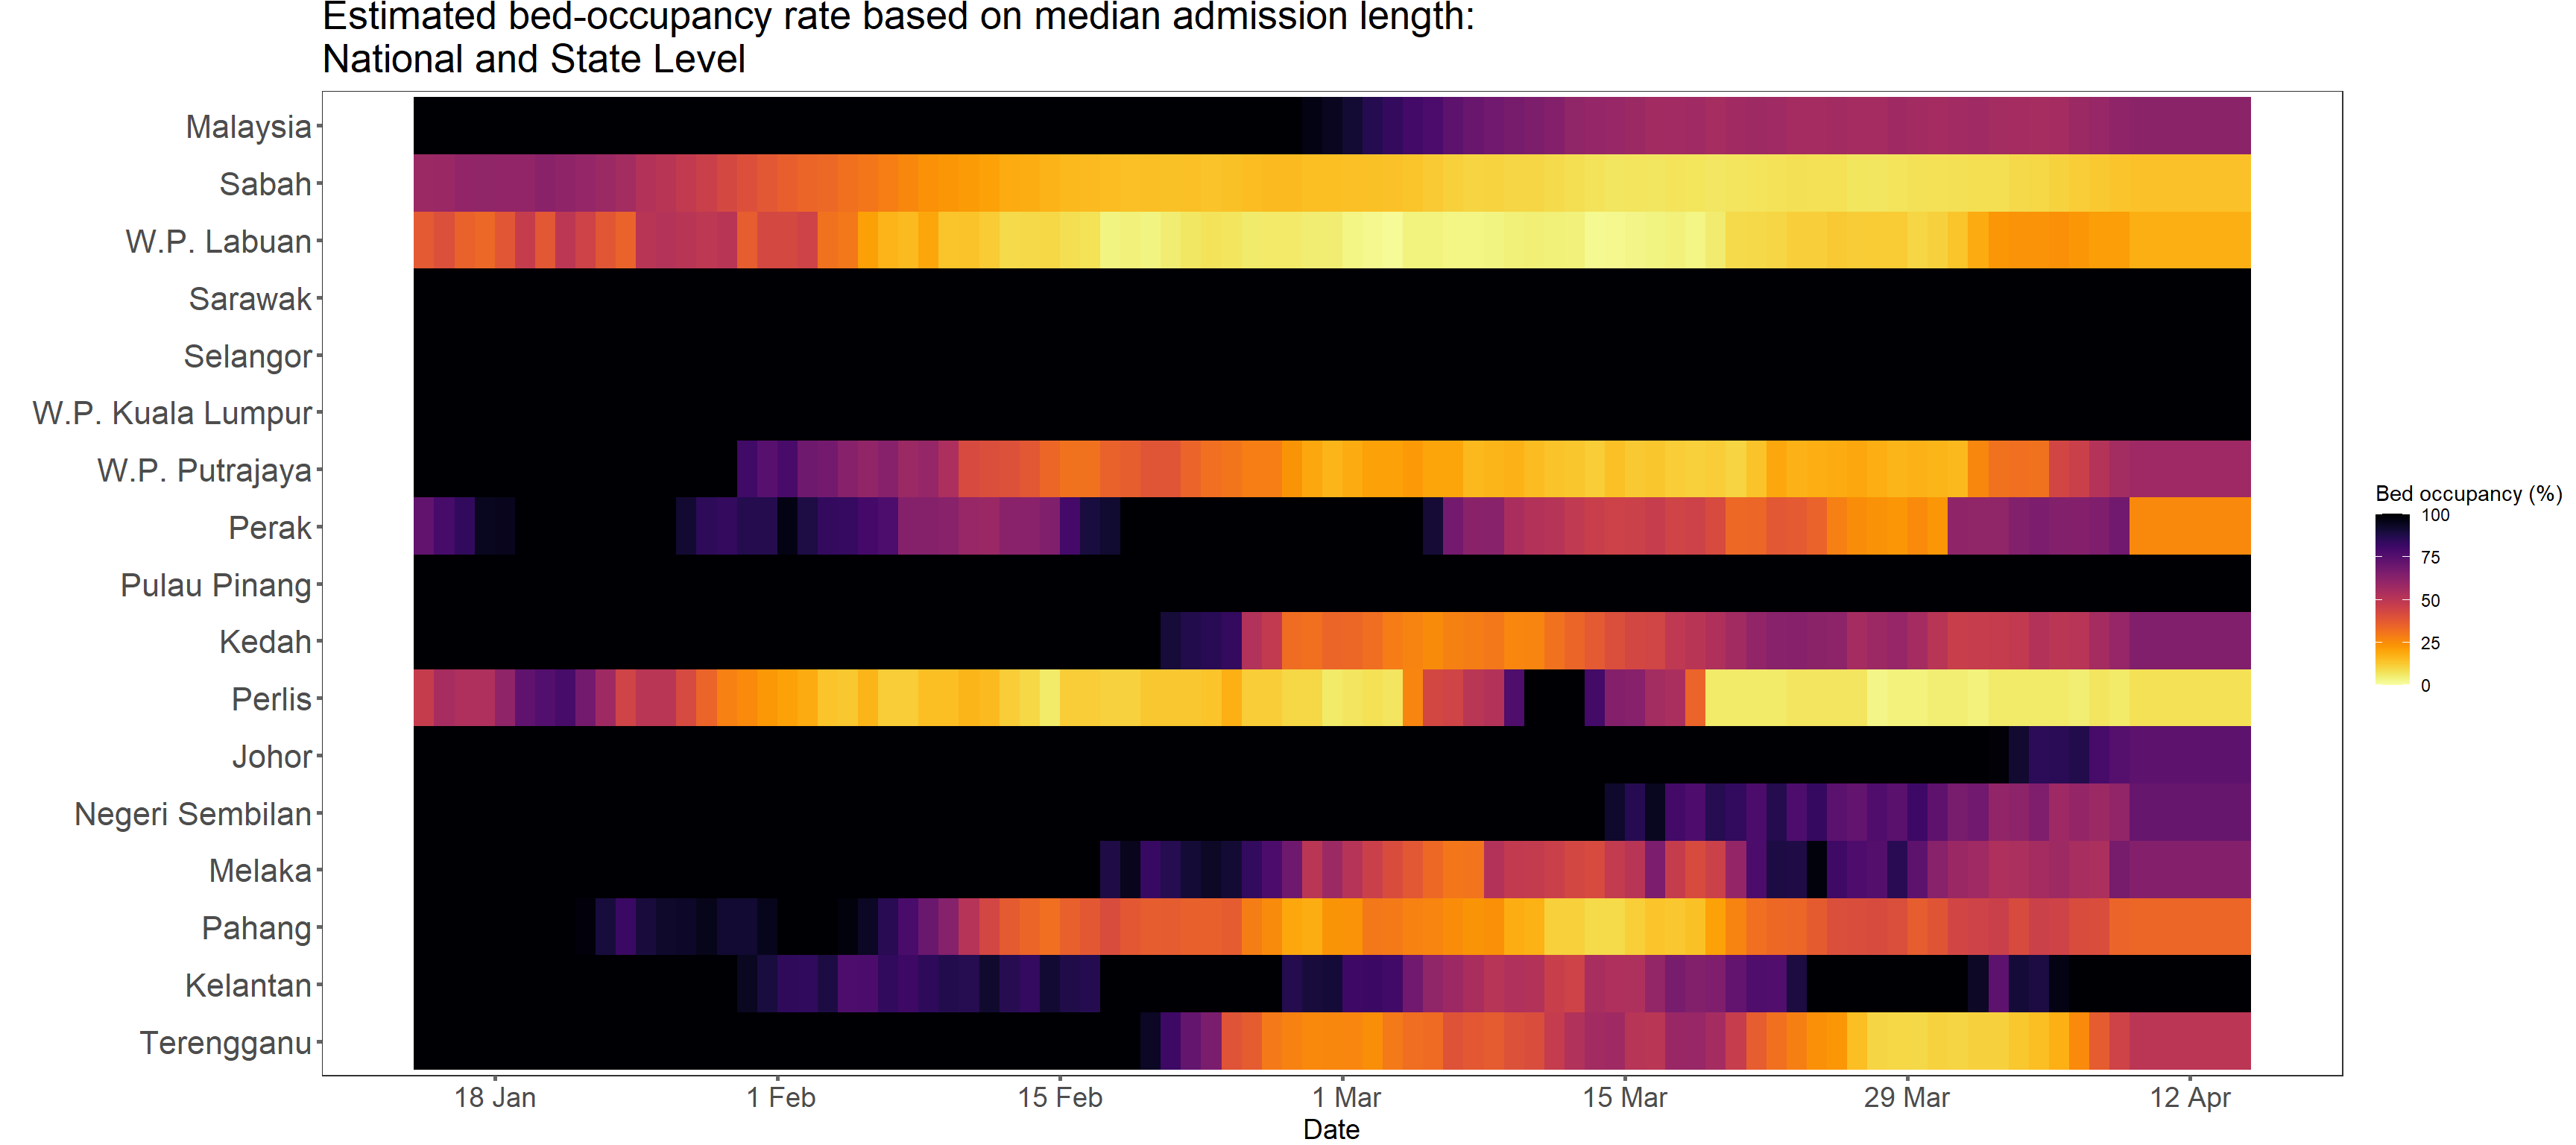 Estimated bed-occupancy rate based on median admission length:
National and State Level
Malaysia
Sabah
W.P. Labuan
Sarawak
Selangor
W.P. Kuala Lumpur
W.P. Putrajaya
Perak
Pulau Pinang
Kedah
Perlis
Johor
Negeri Sembilan
Melaka
Pahang
Kelantan
Terengganu
18 Jan 1 Feb 15 Feb 1 Mar 15 Mar 29 Mar 12 Apr
Date
Bed occupancy (%)
100
75
50
25
0